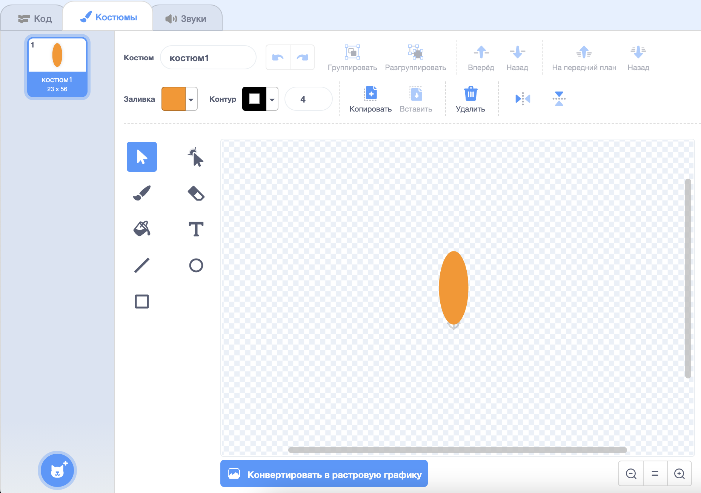 Код
Костюмы
Звуки
1
костюм1
23 x 56
Костюм
костюм1
Группировать
Разгруппировать
Вперёд
Назад
На передний план
Назад
Заливка
Контур
4
Копировать
Вставить
Удалить
Конвертировать в растровую графику